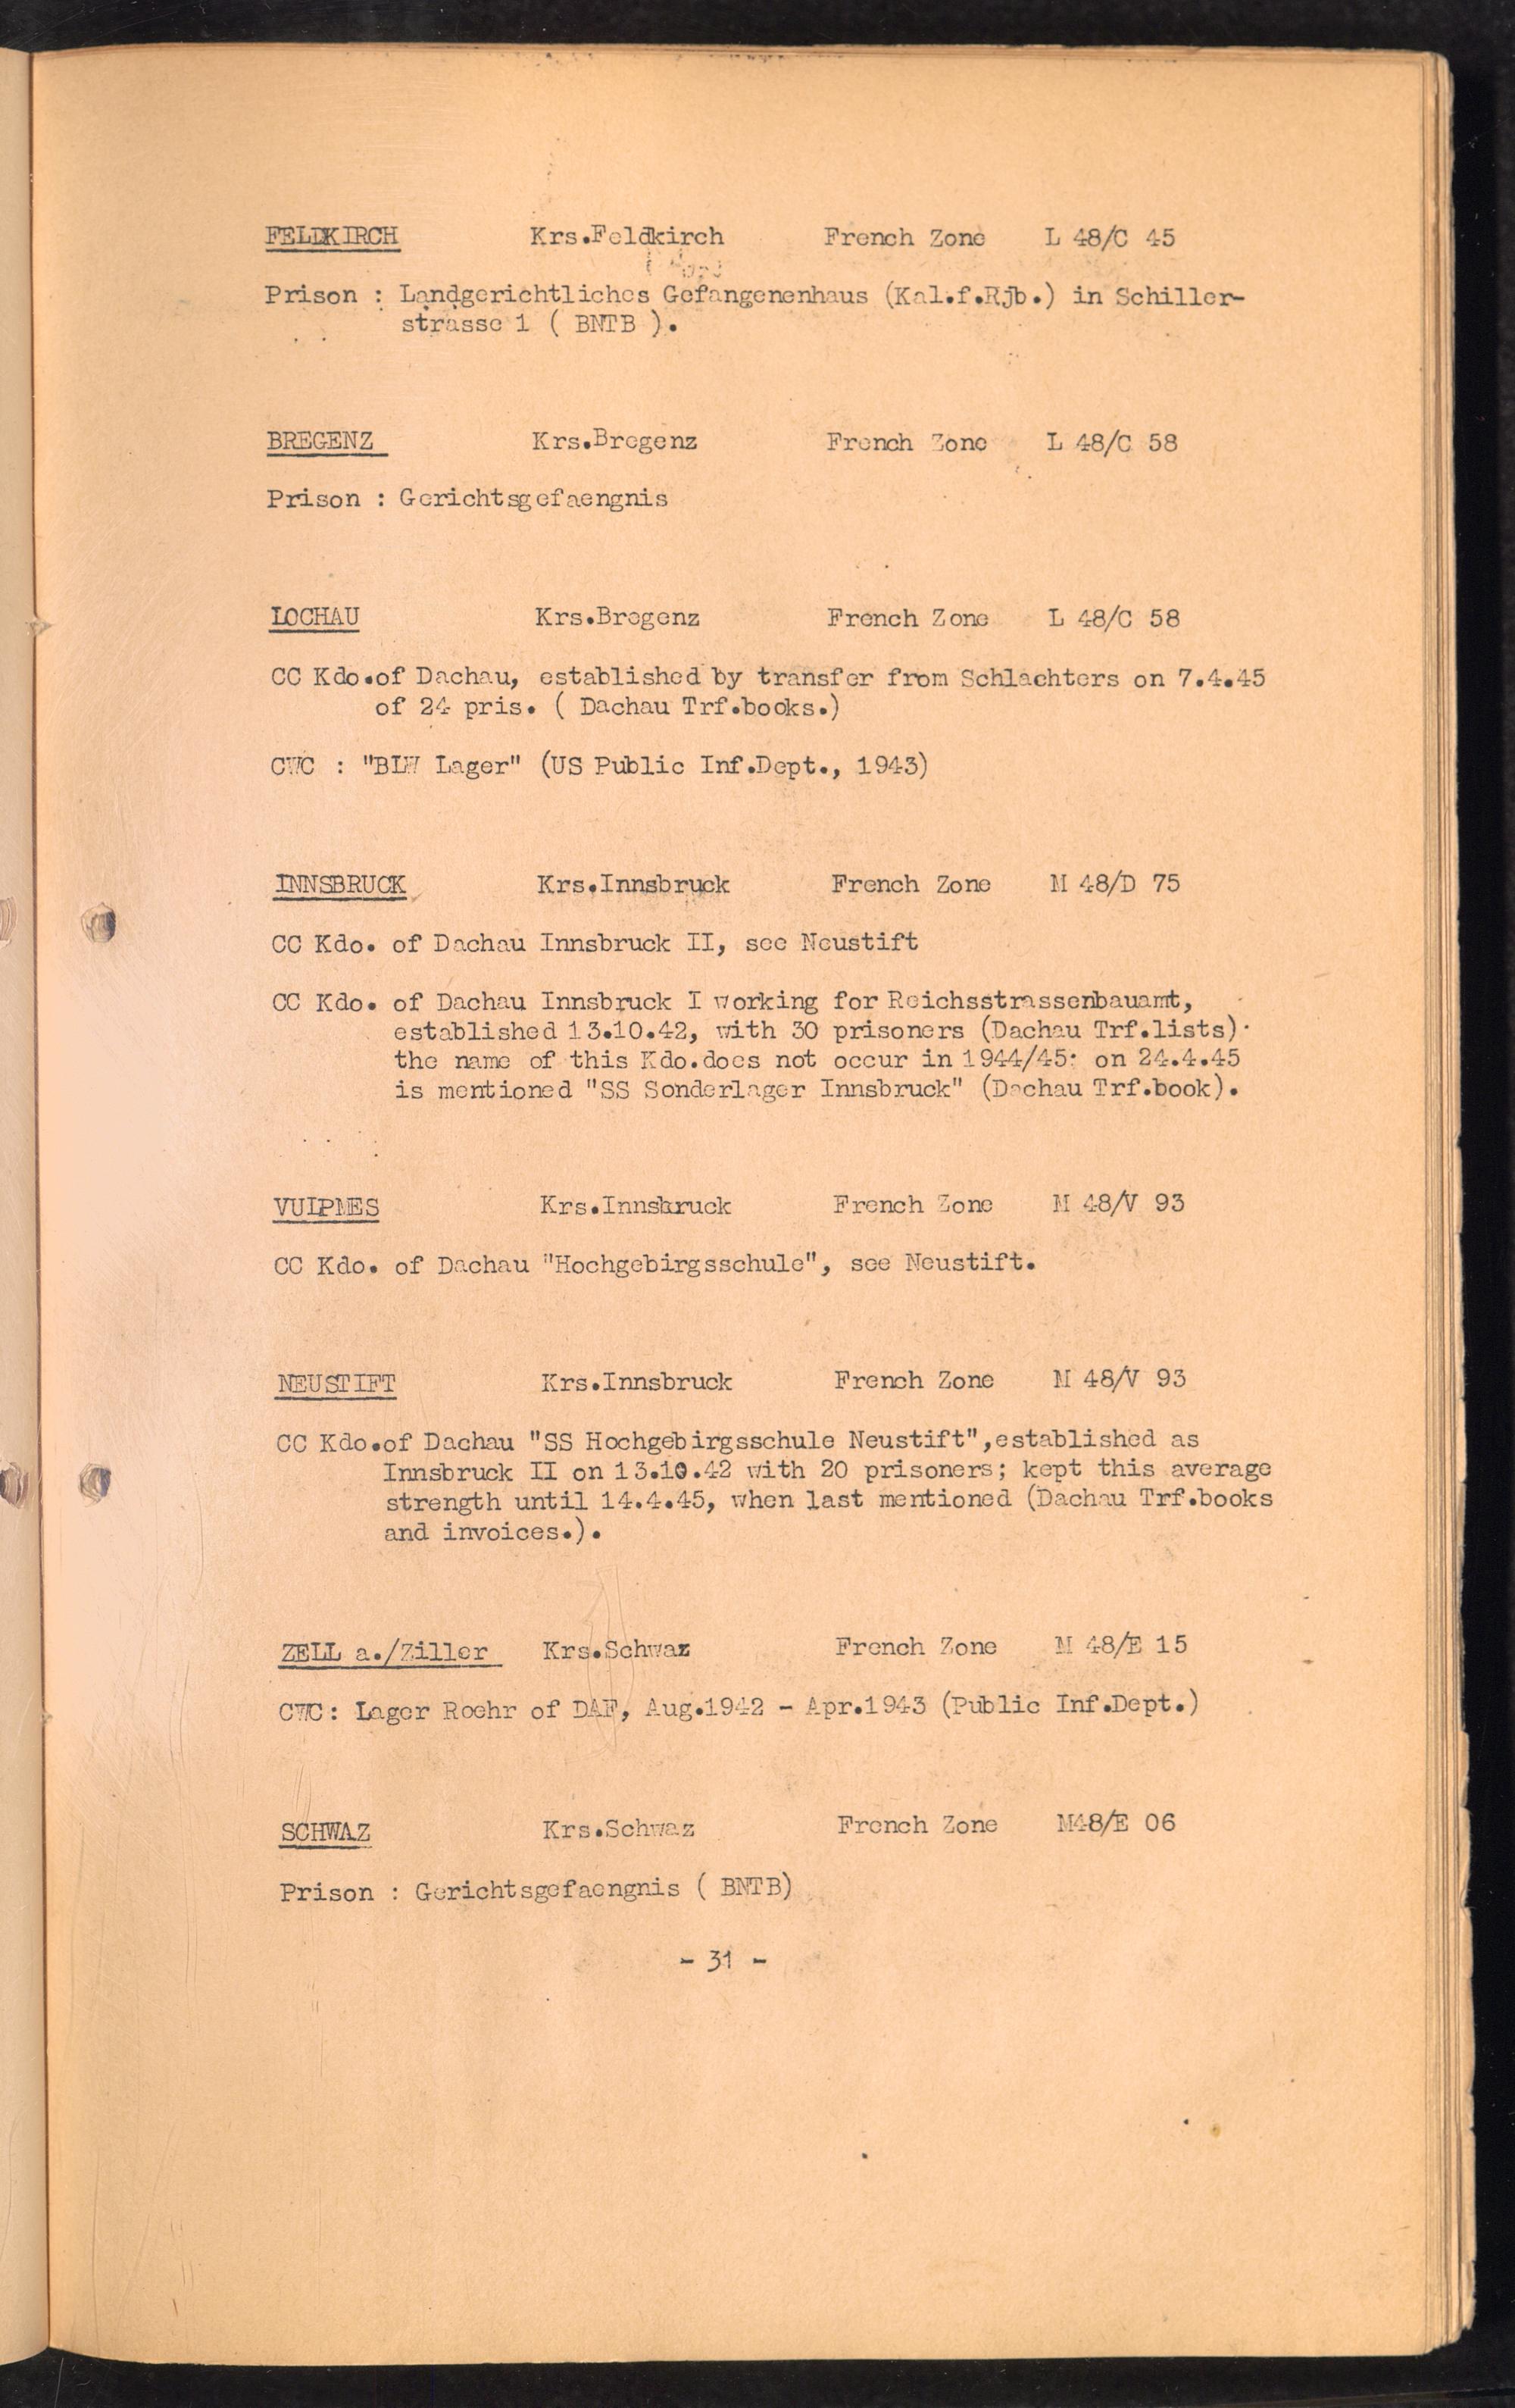 FELDKIRCH Krs.Feldkirch French Zone L 48/C 45
Prison : Landgerichtliches Gefangenenhaus (Kal.f.Rjb.) in Schiller-
strasse 1 ( BNTB ).
BREGENZ Krs.Bregenz French Zone L 48/C 58
Prison : Gerichtsgefaengnis
LOCHAU Krs.Bregenz French Zone L 48/C 58
CC Kdo.of Dachau, established by transfer from Schlachters on 7.4.45
of 24 pris. ( Dachau Trf.books.)
CWC : "BLW Lager" (US Public Inf.Dept., 1943)
INNSBRUCK Krs.Innsbruck French Zone M 48/D 75
CC Kdo. of Dachau Innsbruck II, see Neustift
CC Kdo. of Dachau Innsbruck I working for Reichsstrassenbauamt,
established 13.10.42, with 30 prisoners (Dachau Trf.lists);
the name of this Kdo.does not occur in 1944/45; on 24.4.45
is mentioned "SS Sonderlager Innsbruck" (Dachau Trf.book).
VULPMES Krs.Innsbruck French Zone M 48/V 93
CC Kdo. of Dachau "Hochgebirgsschule", see Neustift.
NEUSTIFT Krs.Innsbruck French Zone M 48/V 93
CC Kdo.of Dachau "SS Hochgebirgsschule Neustift",established as
Innsbruck II on 13.10.42 with 20 prisoners; kept this average
strength until 14.4.45, when last mentioned (Dachau Trf.books
and invoices.).
ZELL a./Ziller Krs.Schwaz French Zone M 48/E 15
CWC: Lager Roehr of DAF, Aug.1942 - Apr.1943 (Public Inf.Dept.)
SCHWAZ Krs.Schwaz French Zone M48/E 06
Prison : Gerichtsgefaengnis ( BNTB)
- 31 -